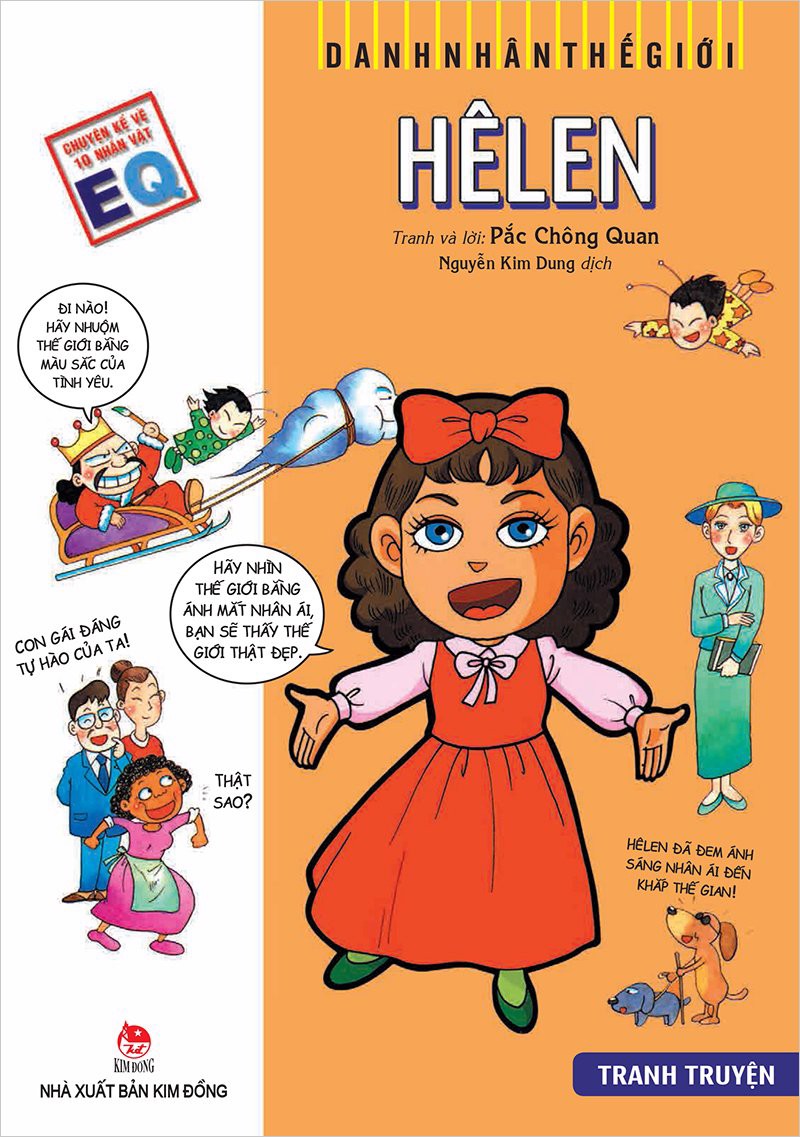 DANH NHÂN THẾ GIỚI
CHUYỆN KỂ VỀ
10 NHÂN VẬT
EQ
HÊLEN
Tranh và lời: Pắc Chông Quan
Nguyễn Kim Dung dịch
ĐI NÀO!
HÃY NHUỘM
THẾ GIỚI BẰNG
MÀU SẮC CỦA
TÌNH YÊU.
HÃY NHÌN
THẾ GIỚI BẰNG
ÁNH MẮT NHÂN ÁI,
BẠN SẼ THẤY THẾ
GIỚI THẬT ĐẸP.
CON GÁI ĐÁNG
TỰ HÀO CỦA TA!
THẬT
SAO?
HÊLEN ĐÃ ĐEM ÁNH
SÁNG NHÂN ÁI ĐẾN
KHẮP THẾ GIAN!
KIM ĐỒNG
NHÀ XUẤT BẢN KIM ĐỒNG
TRANH TRUYỆN